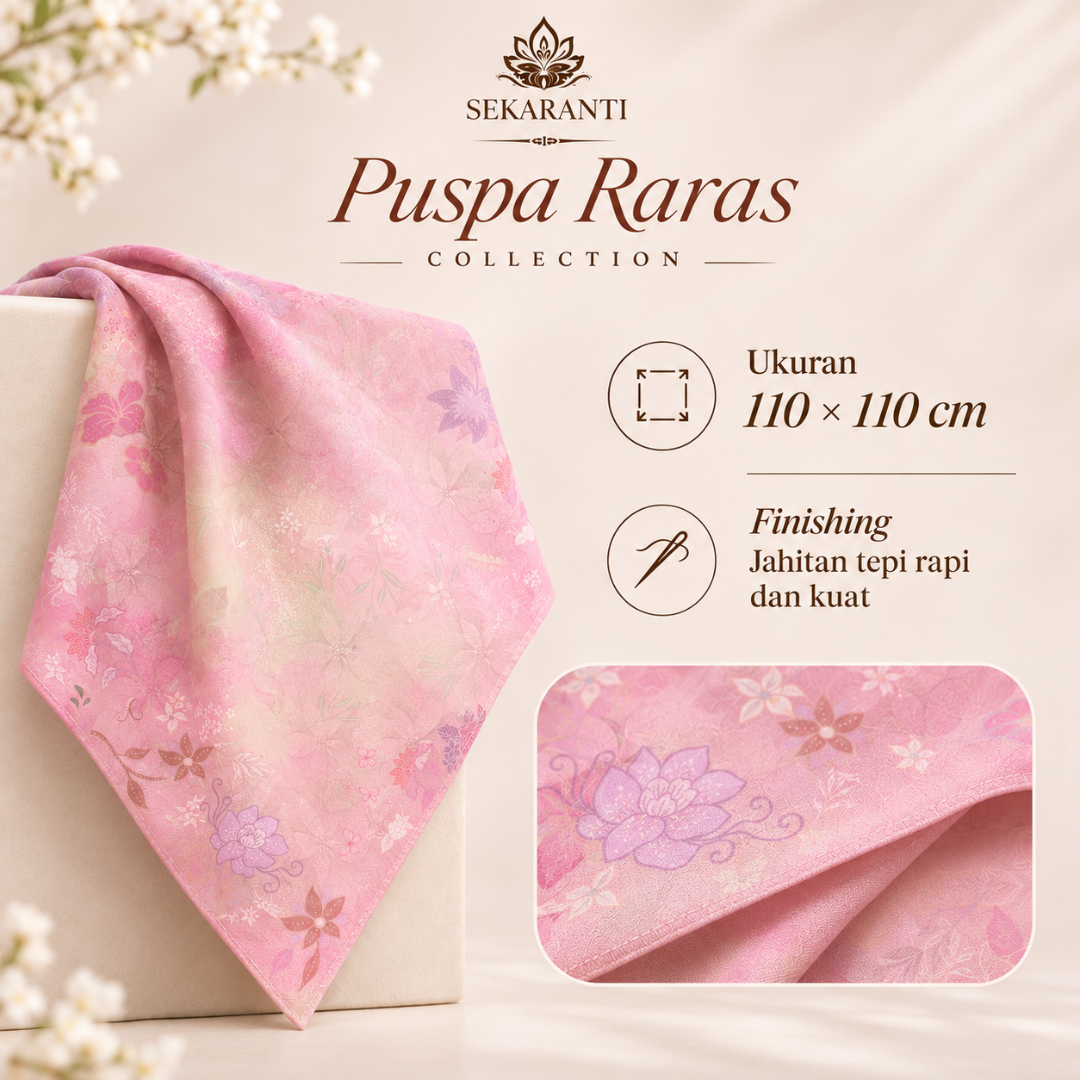 SEKARANTI
Puspa Raras
COLLECTION
Ukuran
110 × 110 cm
Finishing
Jahitan tepi rapi
dan kuat